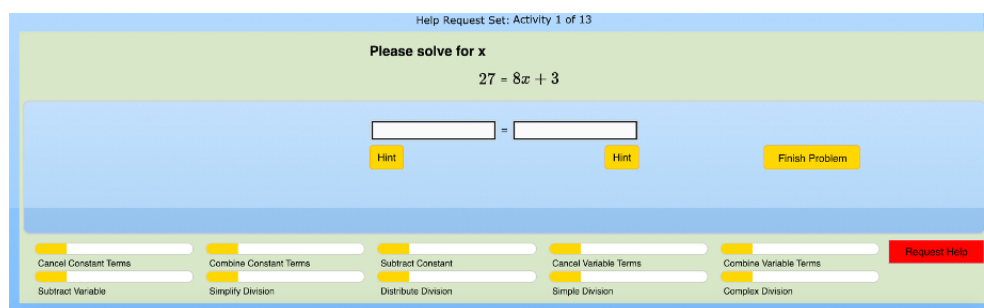 Help Request Set: Activity 1 of 13
Please solve for x
27 = 8x + 3
=
Hint Hint Finish Problem
Request Help
Cancel Constant Terms Combine Constant Terms Subtract Constant Cancel Variable Terms Combine Variable Terms
Subtract Variable Simplify Division Distribute Division Simple Division Complex Division